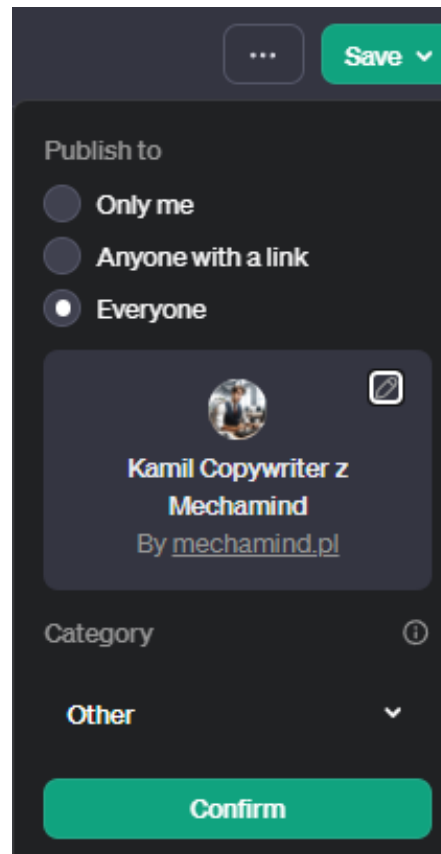 ...
Save
Publish to
Only me
Anyone with a link
Everyone
Kamil Copywriter z
Mechamind
By mechamind.pl
Category
Other
Confirm